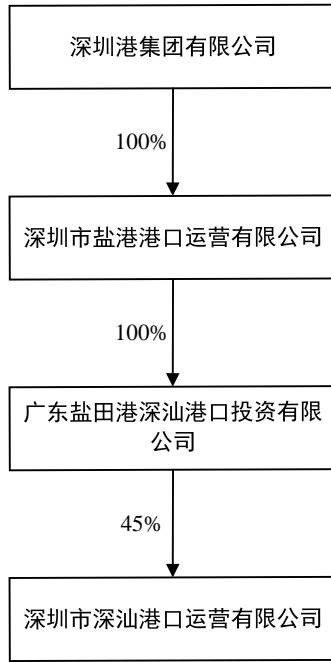 深圳港集团有限公司
100%
深圳市盐港港口运营有限公司
100%
广东盐田港深汕港口投资有限
公司
45%
深圳市深汕港口运营有限公司